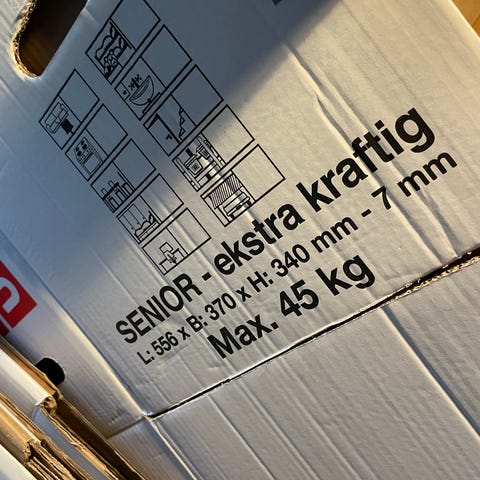 SENIOR - ekstra kraftig
L: 556 x B: 370 x H: 340 mm - 7 mm
Max. 45 kg